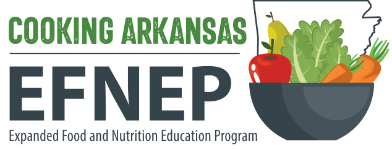 COOKING ARKANSAS
EFNEP
Expanded Food and Nutrition Education Program